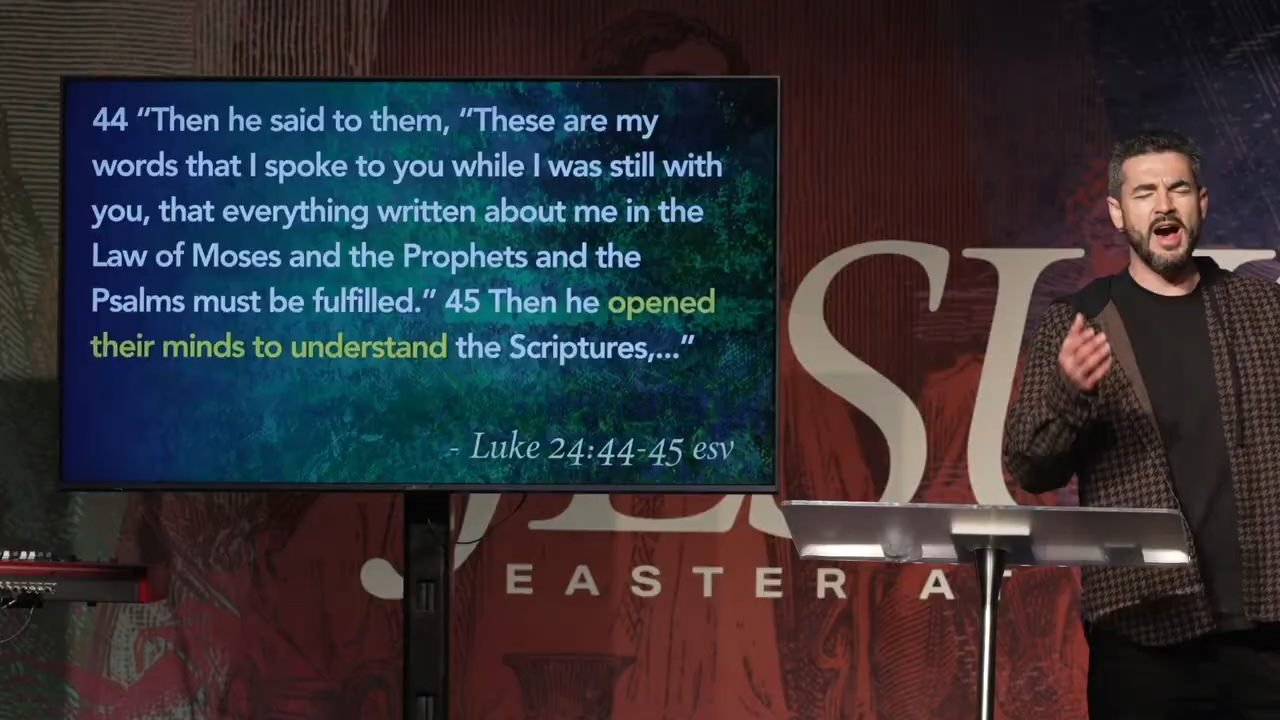 44 “Then he said to them, “These are my
words that I spoke to you while I was still with
you, that everything written about me in the
Law of Moses and the Prophets and the
Psalms must be fulfilled.” 45 Then he opened
their minds to understand the Scriptures,...”
- Luke 24:44-45 esv
EASTER AT